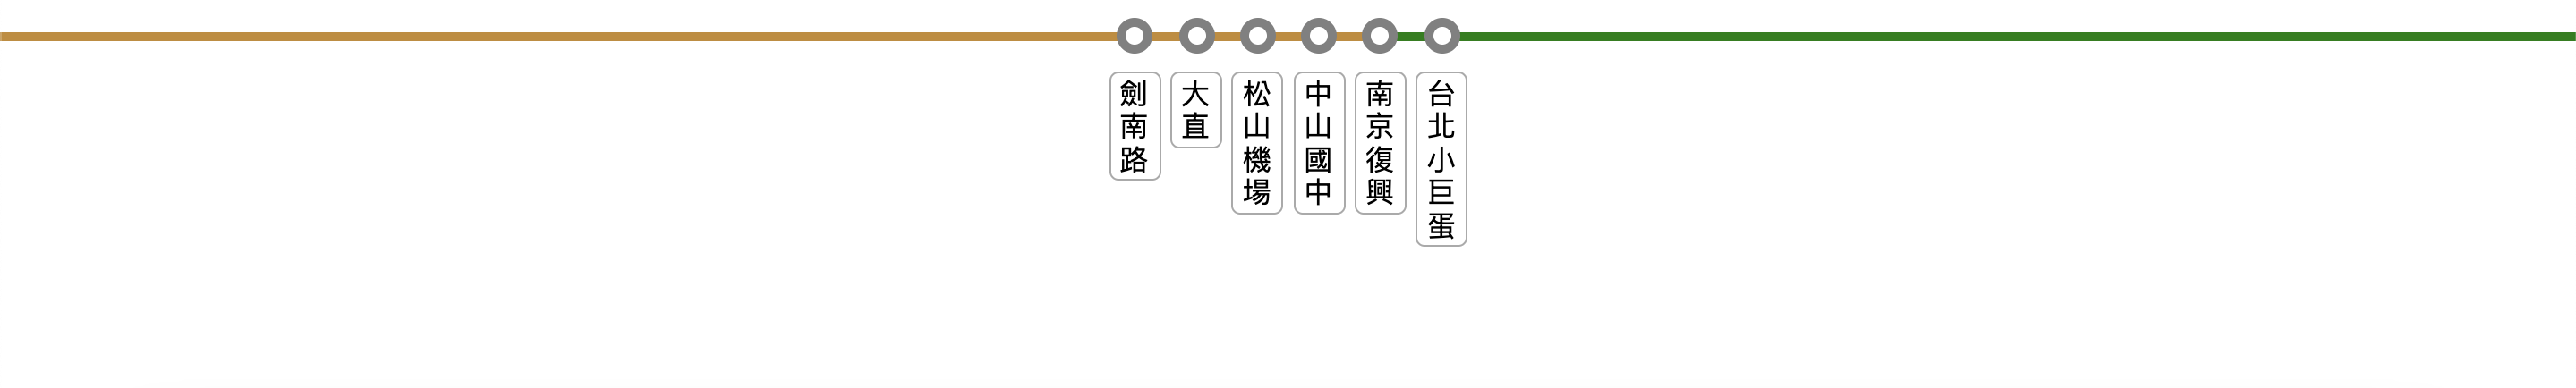 劍南路
大直
松山機場
中山國中
南京復興
台北小巨蛋